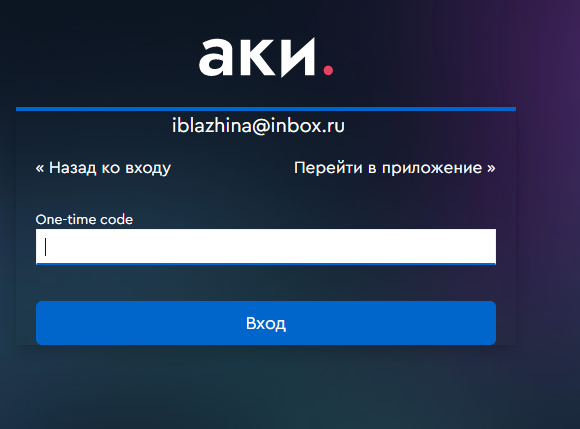 аки.
iblazhina@inbox.ru
« Назад ко входу Перейти в приложение »
One-time code
Вход